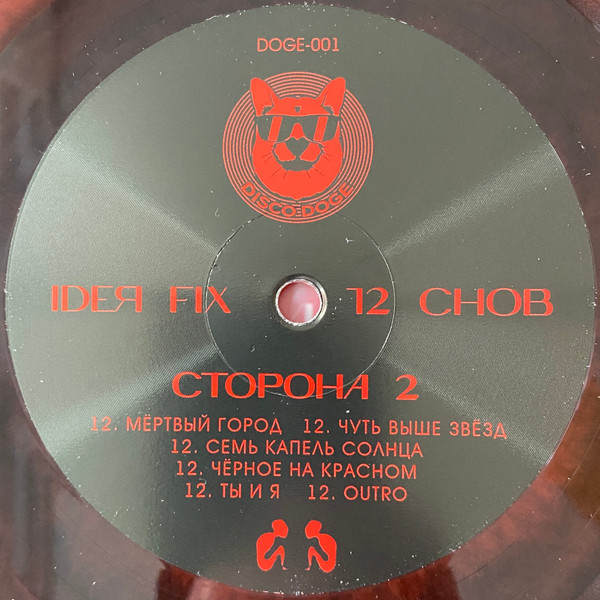 DOGE-001
DISCO DOGE
IDEЯ FIX 12 СНОВ
СТОРОНА 2
12. МЁРТВЫЙ ГОРОД 12. ЧУТЬ ВЫШЕ ЗВЁЗД
12. СЕМЬ КАПЕЛЬ СОЛНЦА
12. ЧЁРНОЕ НА КРАСНОМ
12. ТЫ И Я 12. OUTRO